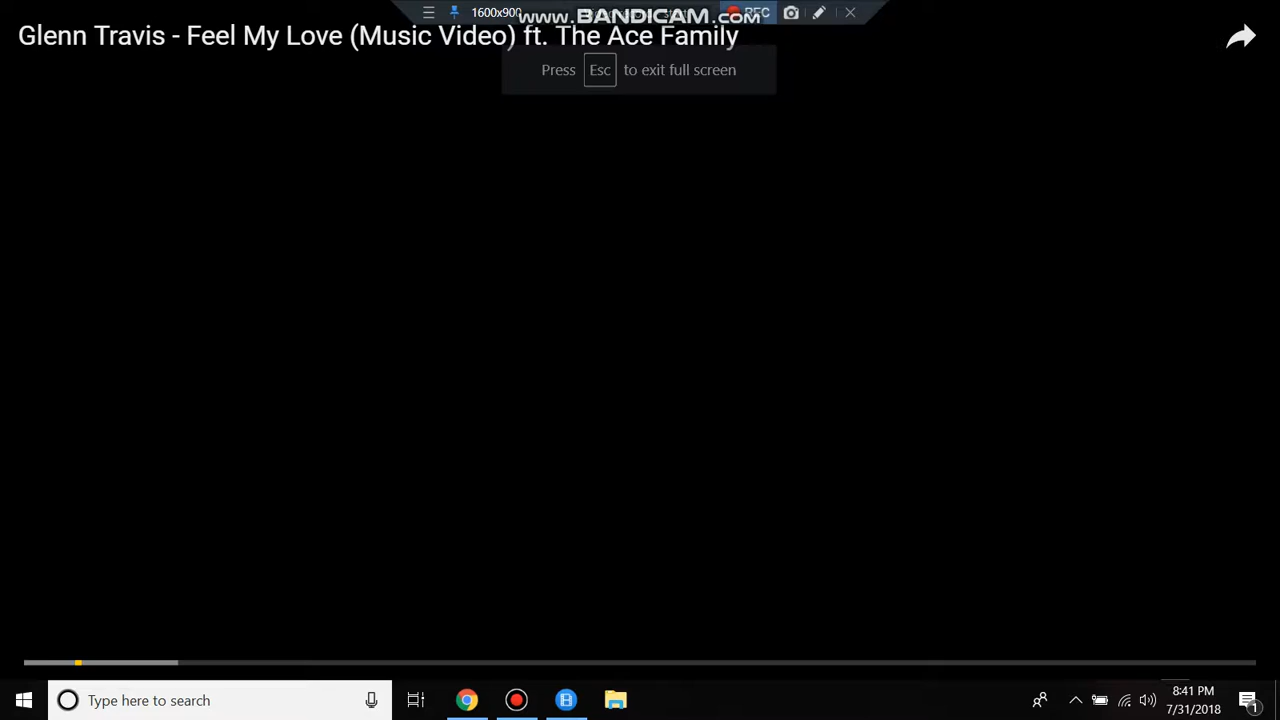 1600x900
www.BANDICAM.com
REC
Glenn Travis - Feel My Love (Music Video) ft. The Ace Family
Press Esc to exit full screen
Type here to search
8:41 PM
7/31/2018
1